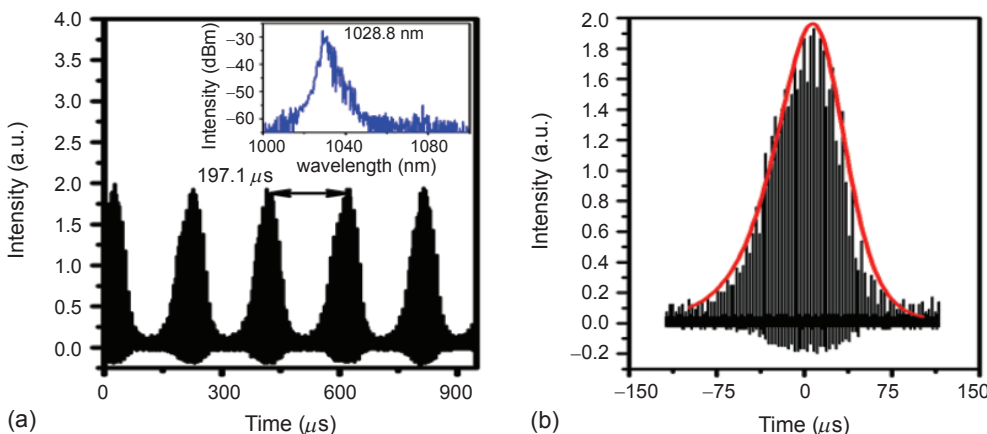 4.0
3.5
3.0
2.5
2.0
1.5
1.0
0.5
0.0
Intensity (a.u.)
0 300 600 900
Time (μs)
(a)
197.1 μs
1028.8 nm
−30
−40
−50
−60
Intensity (dBm)
1000 1040 1080
wavelength (nm)
2.0
1.8
1.6
1.4
1.2
1.0
0.8
0.6
0.4
0.2
0.0
−0.2
Intensity (a.u.)
−150 −75 0 75 150
Time (μs)
(b)